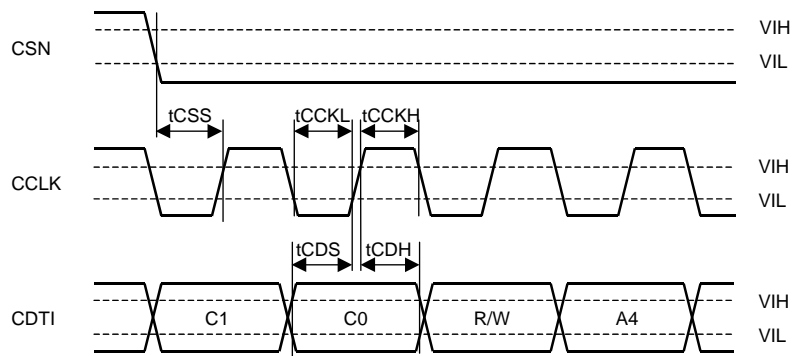 CSN
VIH
VIL
tCSS
tCCKL
tCCKH
CCLK
VIH
VIL
tCDS
tCDH
CDTI
C1
C0
R/W
A4
VIH
VIL